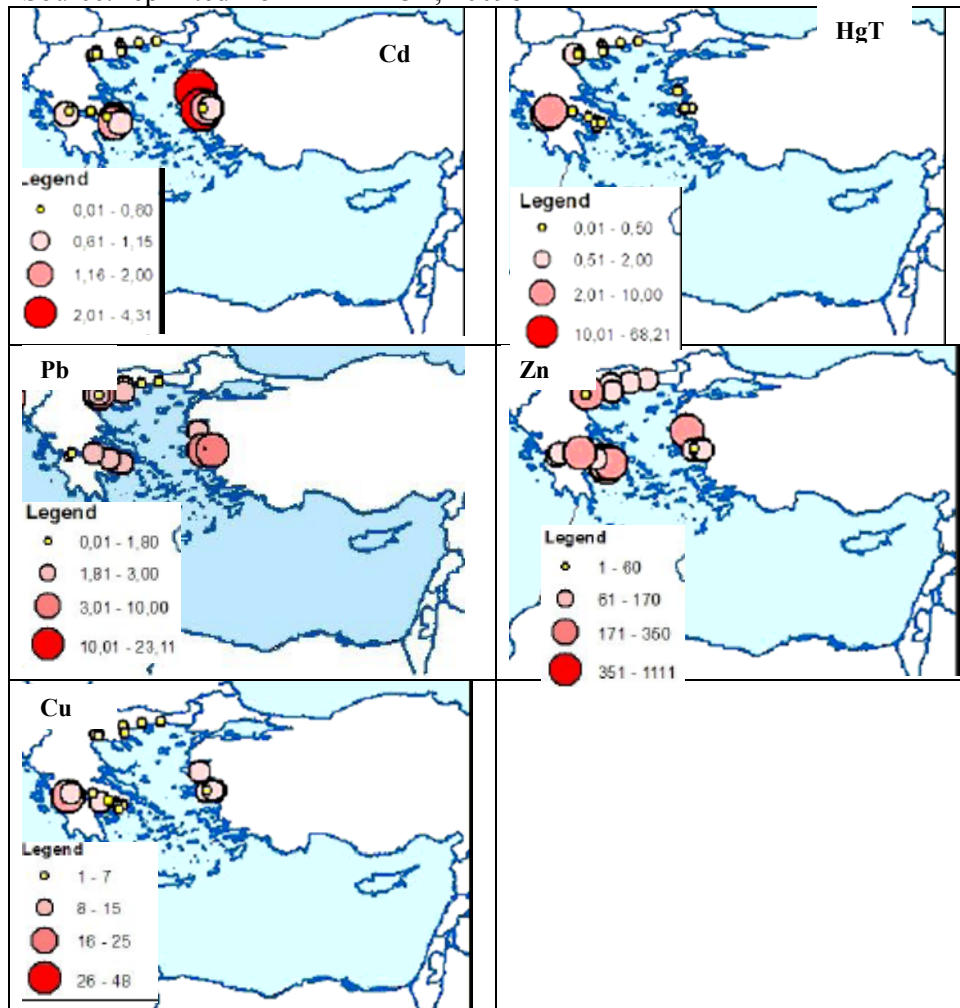 Cd
HgT
Legend
0,01 - 0,60
0,61 - 1,15
1,16 - 2,00
2,01 - 4,31
Legend
0,01 - 0,50
0,51 - 2,00
2,01 - 10,00
10,01 - 68,21
Pb
Zn
Legend
0,01 - 1,80
1,81 - 3,00
3,01 - 10,00
10,01 - 23,11
Legend
1 - 60
61 - 170
171 - 350
351 - 1111
Cu
Legend
1 - 7
8 - 15
16 - 25
26 - 48